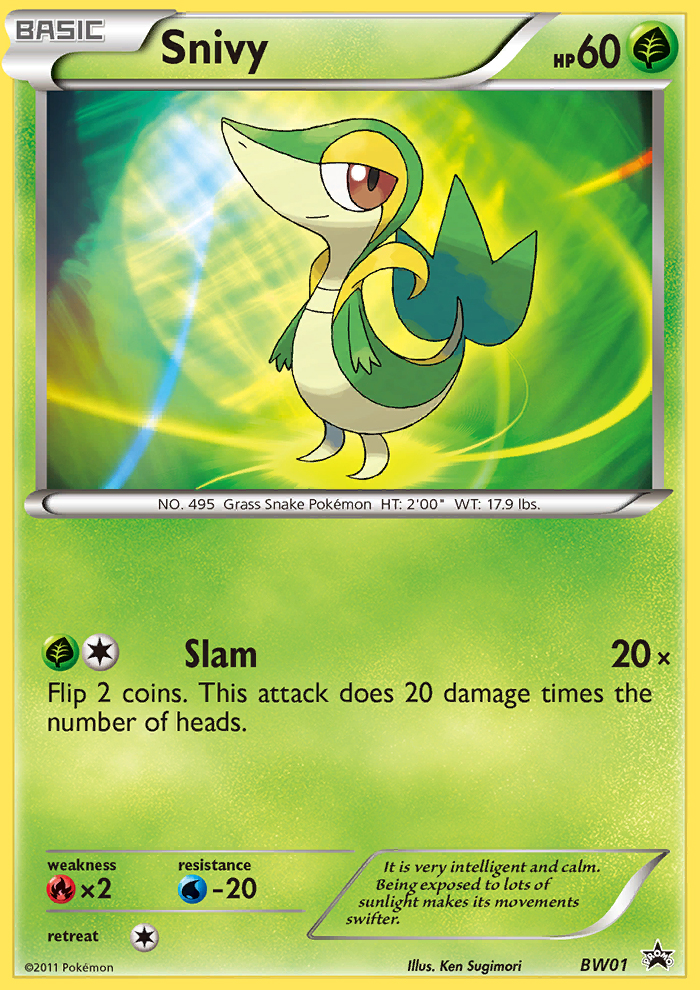 BASIC
Snivy
HP60
NO. 495 Grass Snake Pokémon HT: 2'00" WT: 17.9 lbs.
Slam 20×
Flip 2 coins. This attack does 20 damage times the
number of heads.
weakness
×2
resistance
-20
retreat
It is very intelligent and calm.
Being exposed to lots of
sunlight makes its movements
swifter.
©2011 Pokémon
Illus. Ken Sugimori
BW01
PROMO